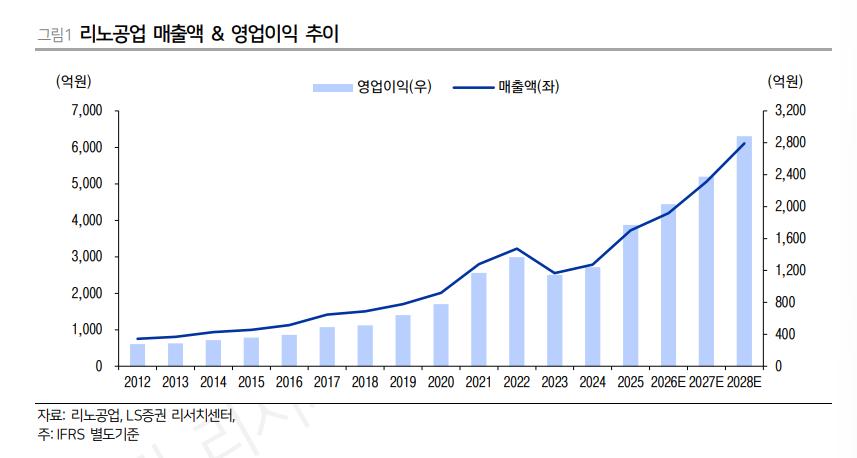 그림1 리노공업 매출액 & 영업이익 추이
(억원) (억원)
영업이익(우) 매출액(좌)
7,000 3,200
6,000 2,800
5,000 2,400
4,000 2,000
3,000 1,600
2,000 1,200
1,000 800
0 400
0
2012 2013 2014 2015 2016 2017 2018 2019 2020 2021 2022 2023 2024 2025 2026E 2027E 2028E
자료: 리노공업, LS증권 리서치센터,
주: IFRS 별도기준